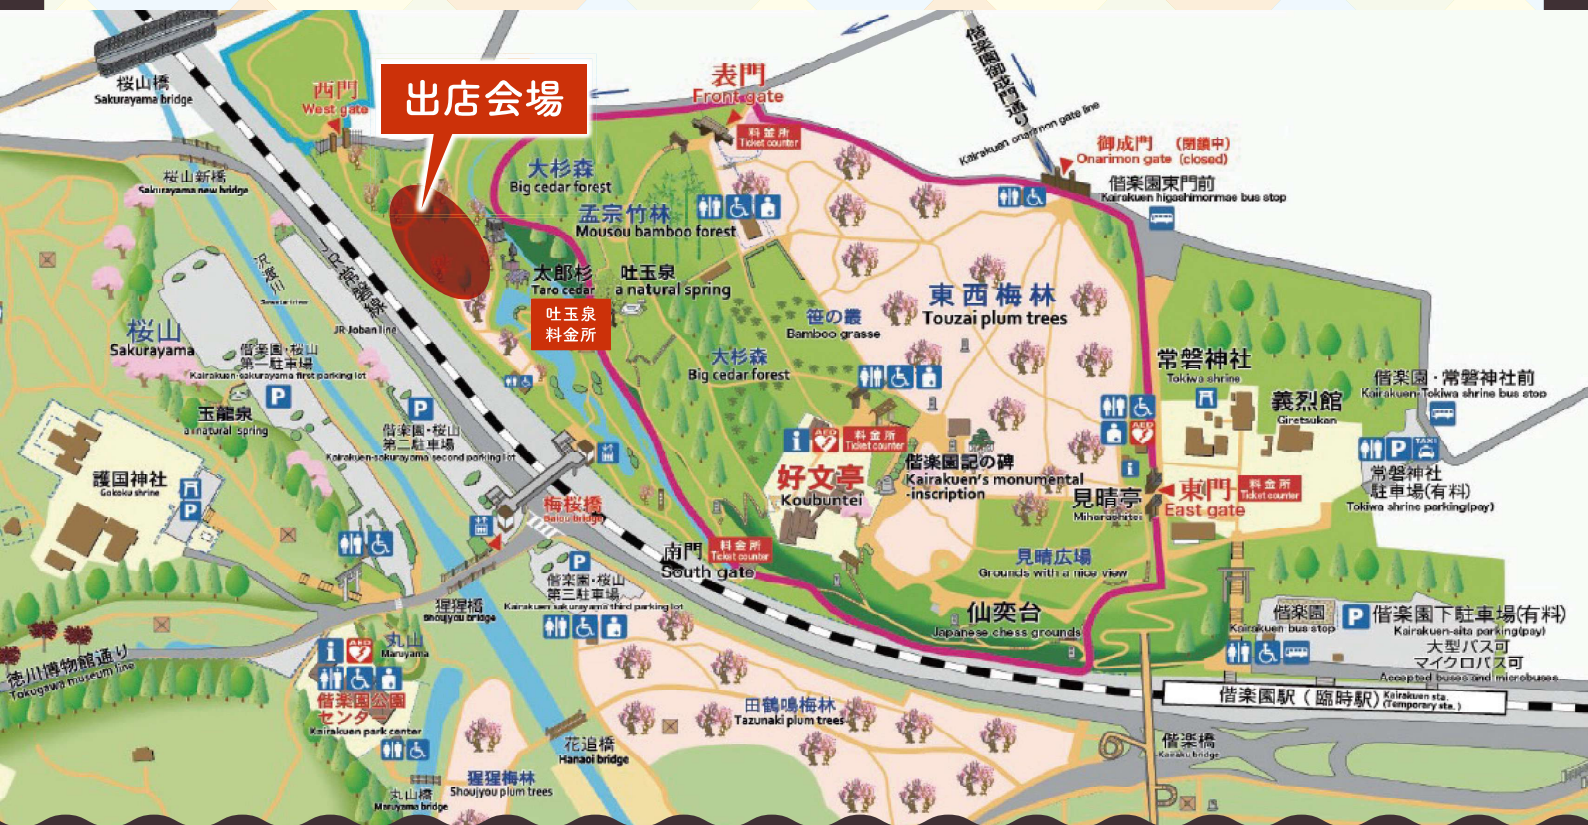 桜山橋
Sakurayama bridge
西門
West gate
出店会場
表門
Front gate
料金所
Ticket counter
偕楽園御成門通り
Kairakuen onarimon gate line
御成門 (閉鎖中)
Onarimon gate (closed)
偕楽園東門前
Kairakuen higashimonmae bus stop
桜山新橋
Sakurayama new bridge
大杉森
Big cedar forest
孟宗竹林
Mousou bamboo forest
太郎杉
Taro cedar
吐玉泉
a natural spring
吐玉泉
料金所
東西梅林
Touzai plum trees
笹の叢
Bamboo grasse
大杉森
Big cedar forest
JR常磐線
JR Joban line
桜山
Sakurayama
偕楽園・桜山
第一駐車場
Kairakuen-sakurayama first parking lot
P
玉龍泉
a natural spring
P
偕楽園・桜山
第二駐車場
Kairakuen-sakurayama second parking lot
常磐神社
Tokiwa shrine
義烈館
Giretsukan
偕楽園・常磐神社前
Kairakuen-Tokiwa shrine bus stop
P
TAXI
常磐神社
駐車場(有料)
Tokiwa shrine parking(pay)
護国神社
Gokoku shrine
P
AED
料金所
Ticket counter
好文亭
Koubuntei
偕楽園記の碑
Kairakuen's monumental
-inscription
AED
見晴亭
Miharashitei
東門
East gate
料金所
Ticket counter
梅桜橋
Baiou bridge
南門
South gate
料金所
Ticket counter
見晴広場
Grounds with a nice view
仙奕台
Japanese chess grounds
P
偕楽園・桜山
第三駐車場
Kairakuen sakurayama third parking lot
猩猩橋
Shoujyou bridge
偕楽園
Kairakuen bus stop
P
偕楽園下駐車場(有料)
Kairakuen-sita parking(pay)
大型バス可
マイクロバス可
Accepted buses and microbuses
徳川博物館通り
Tokugawa museum line
丸山
Maruyama
AED
偕楽園公園
センター
Kairakuen park center
田鶴鳴梅林
Tazunaki plum trees
偕楽園駅(臨時駅)
Kairakuen sta.
(Temporary sta.)
花追橋
Hanaoi bridge
偕楽橋
Kairaku bridge
猩猩梅林
Shoujyou plum trees
丸山橋
Maruyama bridge